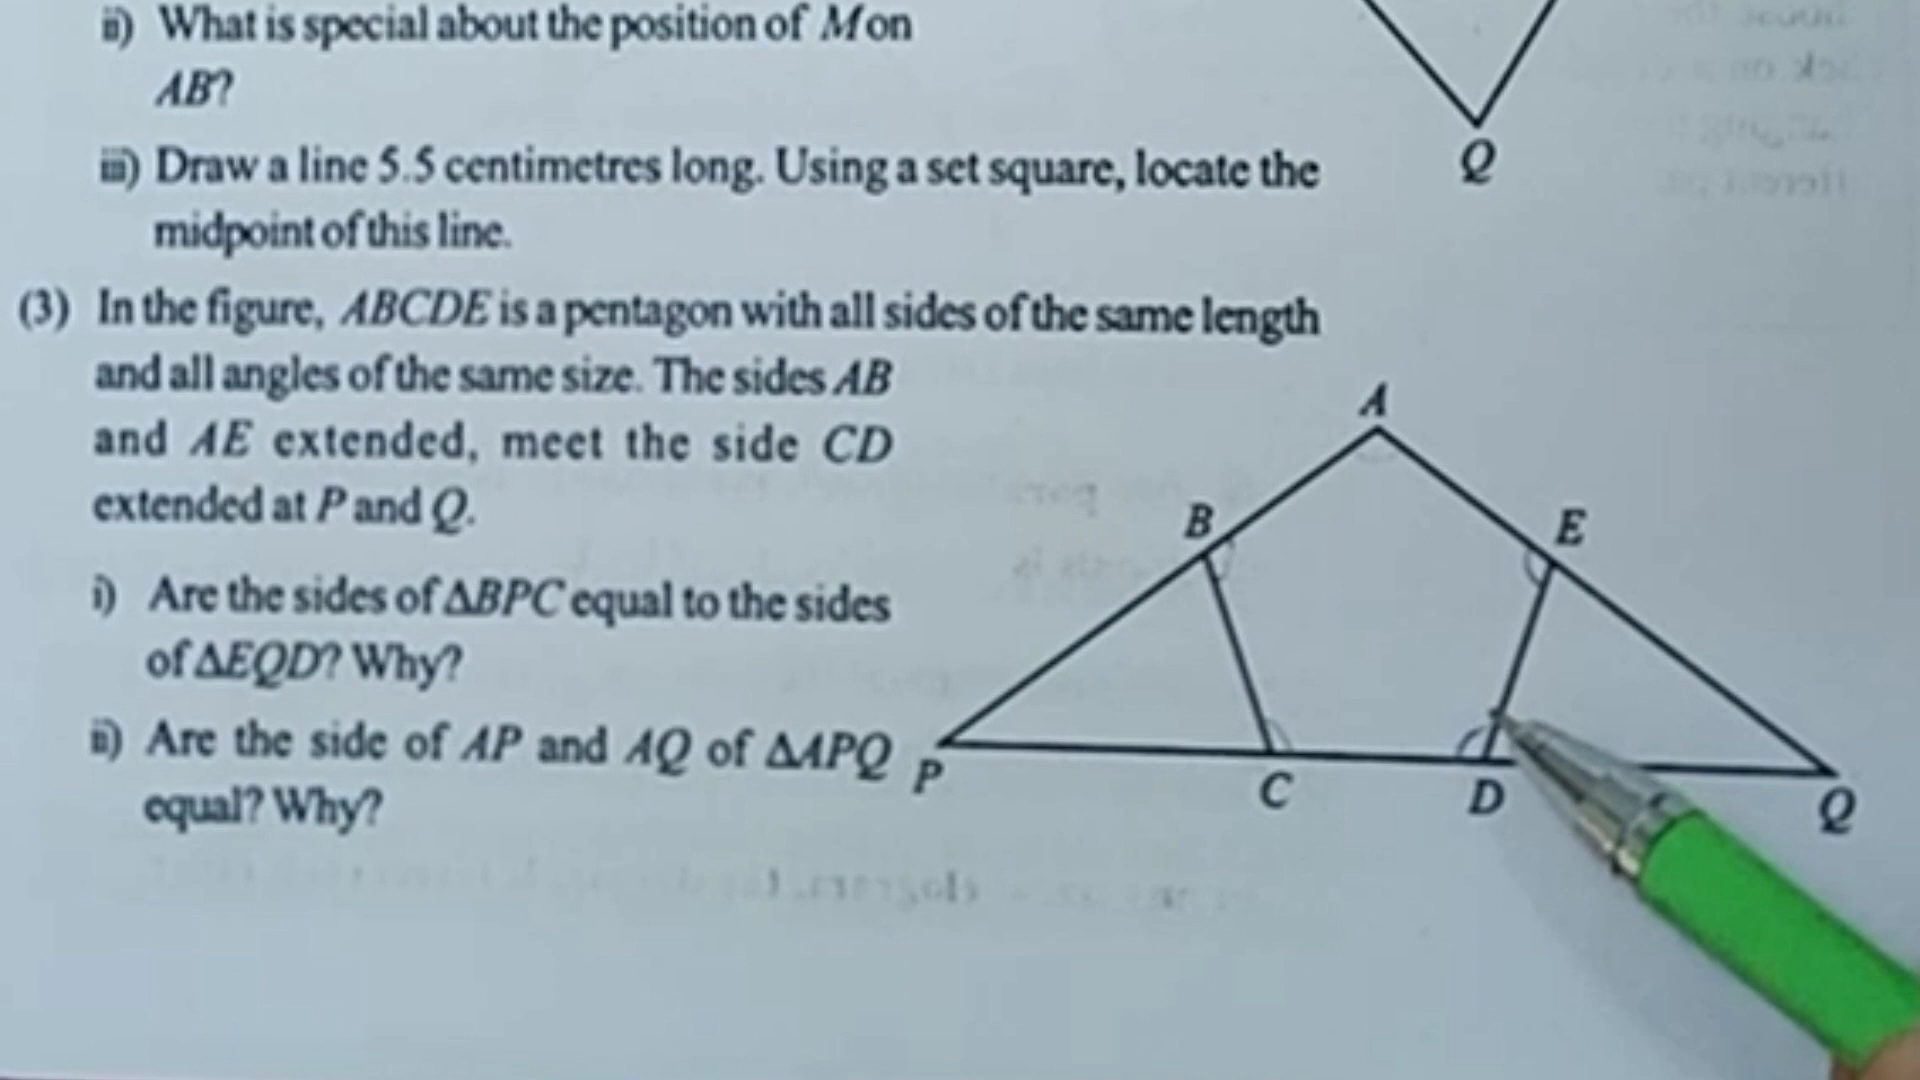 ii) What is special about the position of M on
AB?
iii) Draw a line 5.5 centimetres long. Using a set square, locate the
midpoint of this line.
Q
(3) In the figure, ABCDE is a pentagon with all sides of the same length
and all angles of the same size. The sides AB
and AE extended, meet the side CD
extended at P and Q.
i) Are the sides of ΔBPC equal to the sides
of ΔEQD? Why?
ii) Are the side of AP and AQ of ΔAPQ
equal? Why?
A
B E
P C D Q